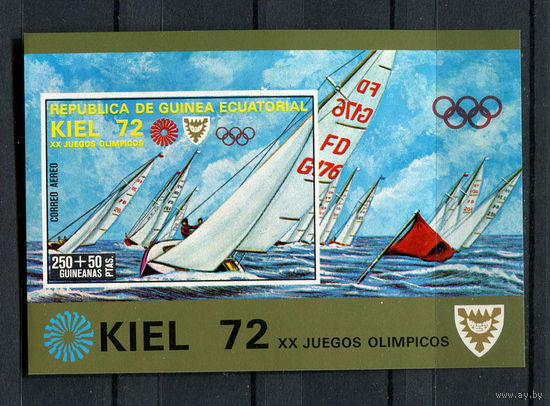 REPUBLICA DE GUINEA ECUATORIAL
KIEL 72
XX JUEGOS OLIMPICOS
CORREO AEREO
250+50 PTAS.
GUINEANAS
FD
G176
FD
G176
KIEL 72 XX JUEGOS OLIMPICOS
www.ay.by